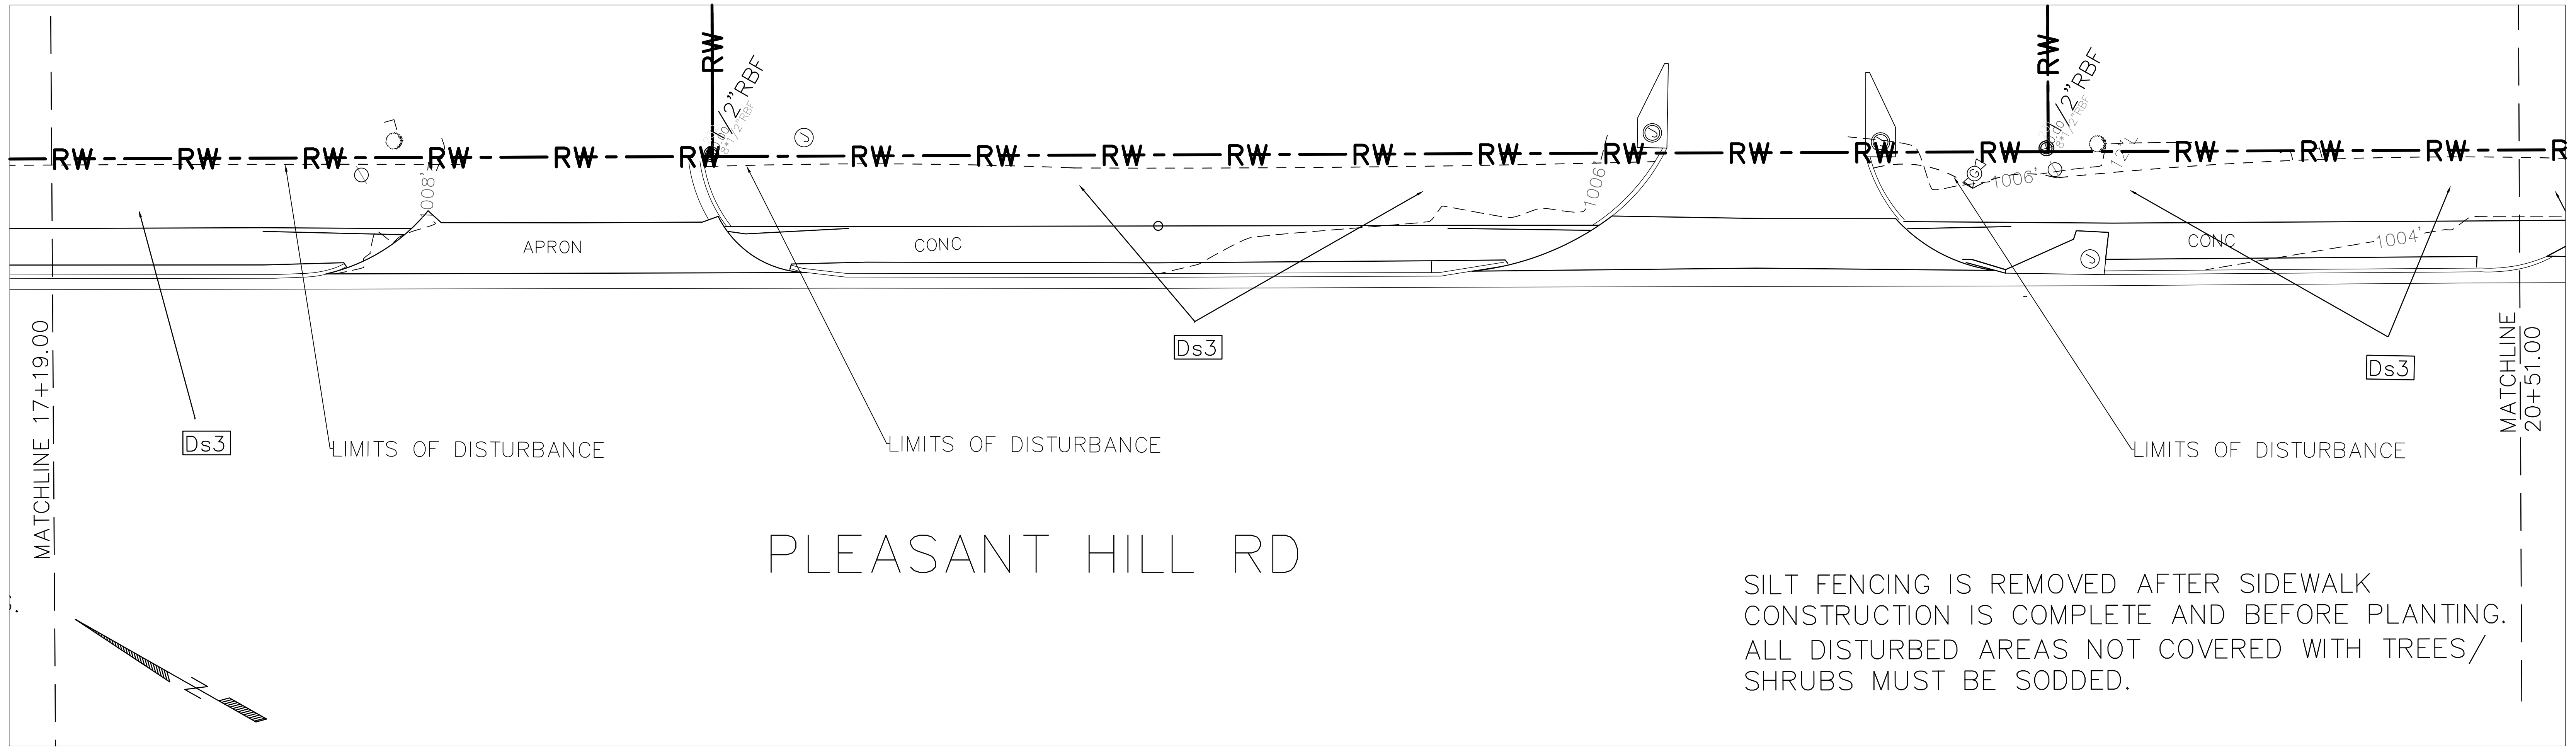 RW
RW
1/2"RBF
1/2"RBF
RW RW RW RW RW RW RW RW RW RW RW RW RW RW RW RW RW RW RW RW
J
J
J
G
J
12"L
1008'
1006'
1006'
1004'
APRON
CONC
CONC
Ds3
Ds3
Ds3
LIMITS OF DISTURBANCE
LIMITS OF DISTURBANCE
LIMITS OF DISTURBANCE
MATCHLINE 17+19.00
MATCHLINE
20+51.00
PLEASANT HILL RD
SILT FENCING IS REMOVED AFTER SIDEWALK
CONSTRUCTION IS COMPLETE AND BEFORE PLANTING.
ALL DISTURBED AREAS NOT COVERED WITH TREES/
SHRUBS MUST BE SODDED.
N